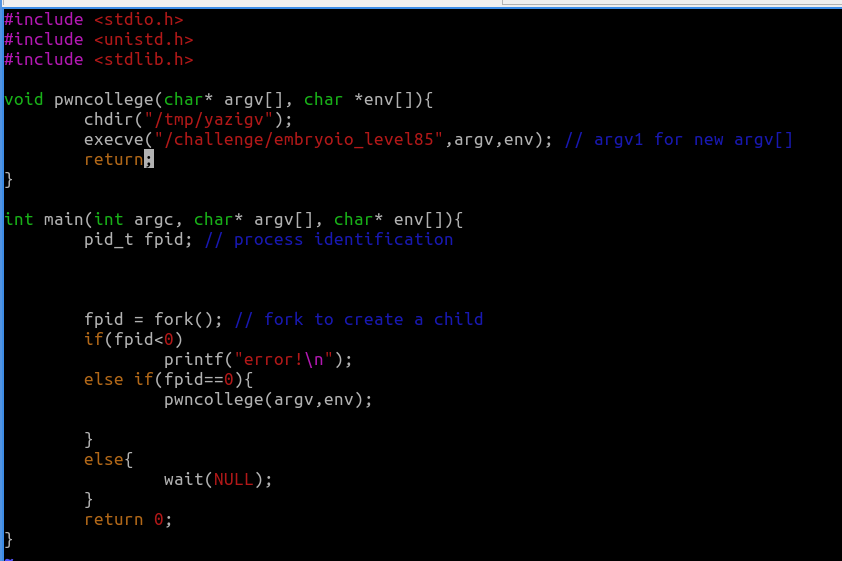 #include <stdio.h>
#include <unistd.h>
#include <stdlib.h>
void pwncollege(char* argv[], char *env[]){
chdir("/tmp/yazigv");
execve("/challenge/embryoio_level85",argv,env); // argv1 for new argv[]
return;
}
int main(int argc, char* argv[], char* env[]){
pid_t fpid; // process identification
fpid = fork(); // fork to create a child
if(fpid<0)
printf("error!\n");
else if(fpid==0){
pwncollege(argv,env);
}
else{
wait(NULL);
}
return 0;
}
~